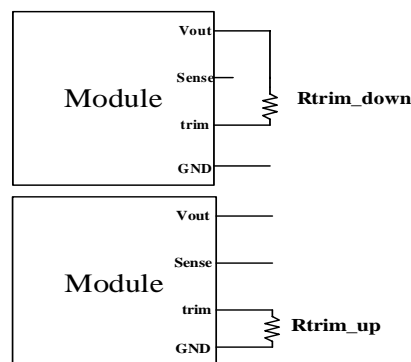 Vout
Sense
Module
Rtrim_down
trim
GND
Vout
Sense
Module
trim
Rtrim_up
GND